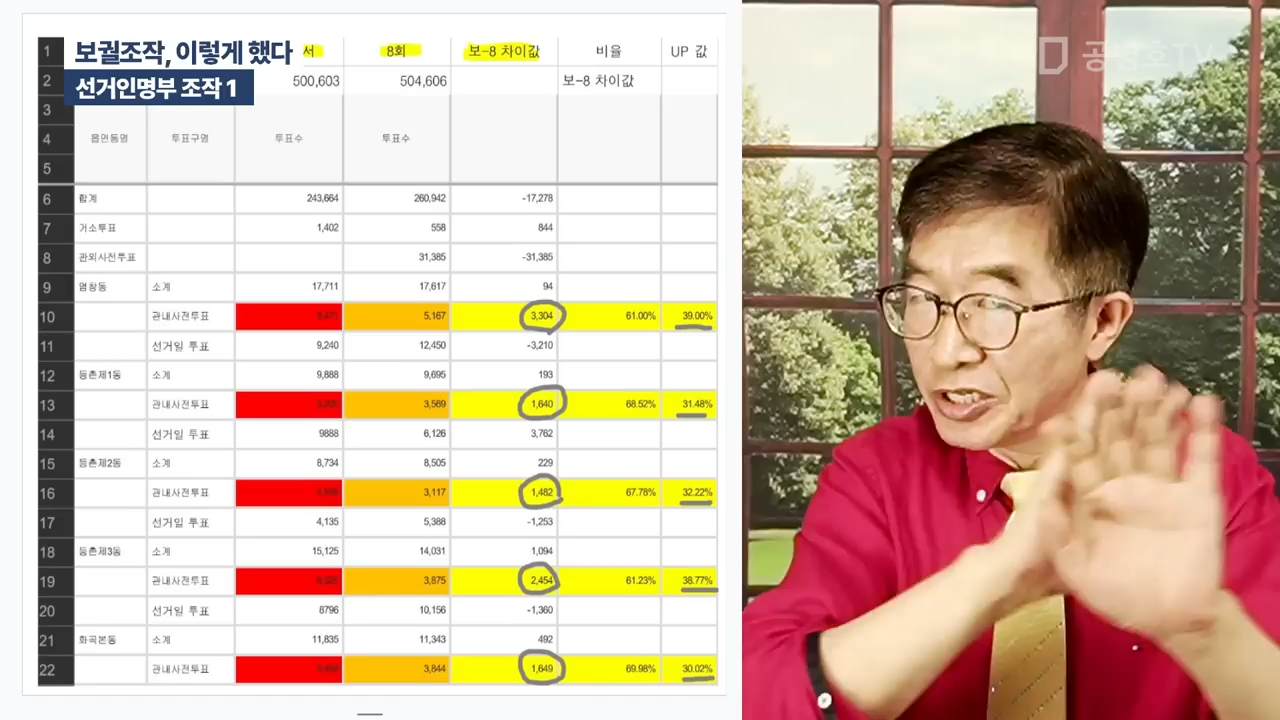 보궐조작, 이렇게 했다
선거인명부 조작 1
공병호TV
1 서 8회 보-8 차이값 비율 UP 값
2 500,603 504,606 보-8 차이값
3
4 읍면동명 투표구명 투표수 투표수
5
6 합계 243,664 260,942 -17,278
7 거소투표 1,402 558 844
8 관외사전투표 31,385 -31,385
9 염창동 소계 17,711 17,617 94
10 관내사전투표 8,471 5,167 3,304 61.00% 39.00%
11 선거일 투표 9,240 12,450 -3,210
12 등촌제1동 소계 9,888 9,695 193
13 관내사전투표 3,569 1,640 68.52% 31.48%
14 선거일 투표 9888 6,126 3,762
15 등촌제2동 소계 8,734 8,505 229
16 관내사전투표 3,117 1,482 67.78% 32.22%
17 선거일 투표 4,135 5,388 -1,253
18 등촌제3동 소계 15,125 14,031 1,094
19 관내사전투표 3,875 2,454 61.23% 38.77%
20 선거일 투표 8796 10,156 -1,360
21 화곡본동 소계 11,835 11,343 492
22 관내사전투표 3,844 1,649 69.98% 30.02%